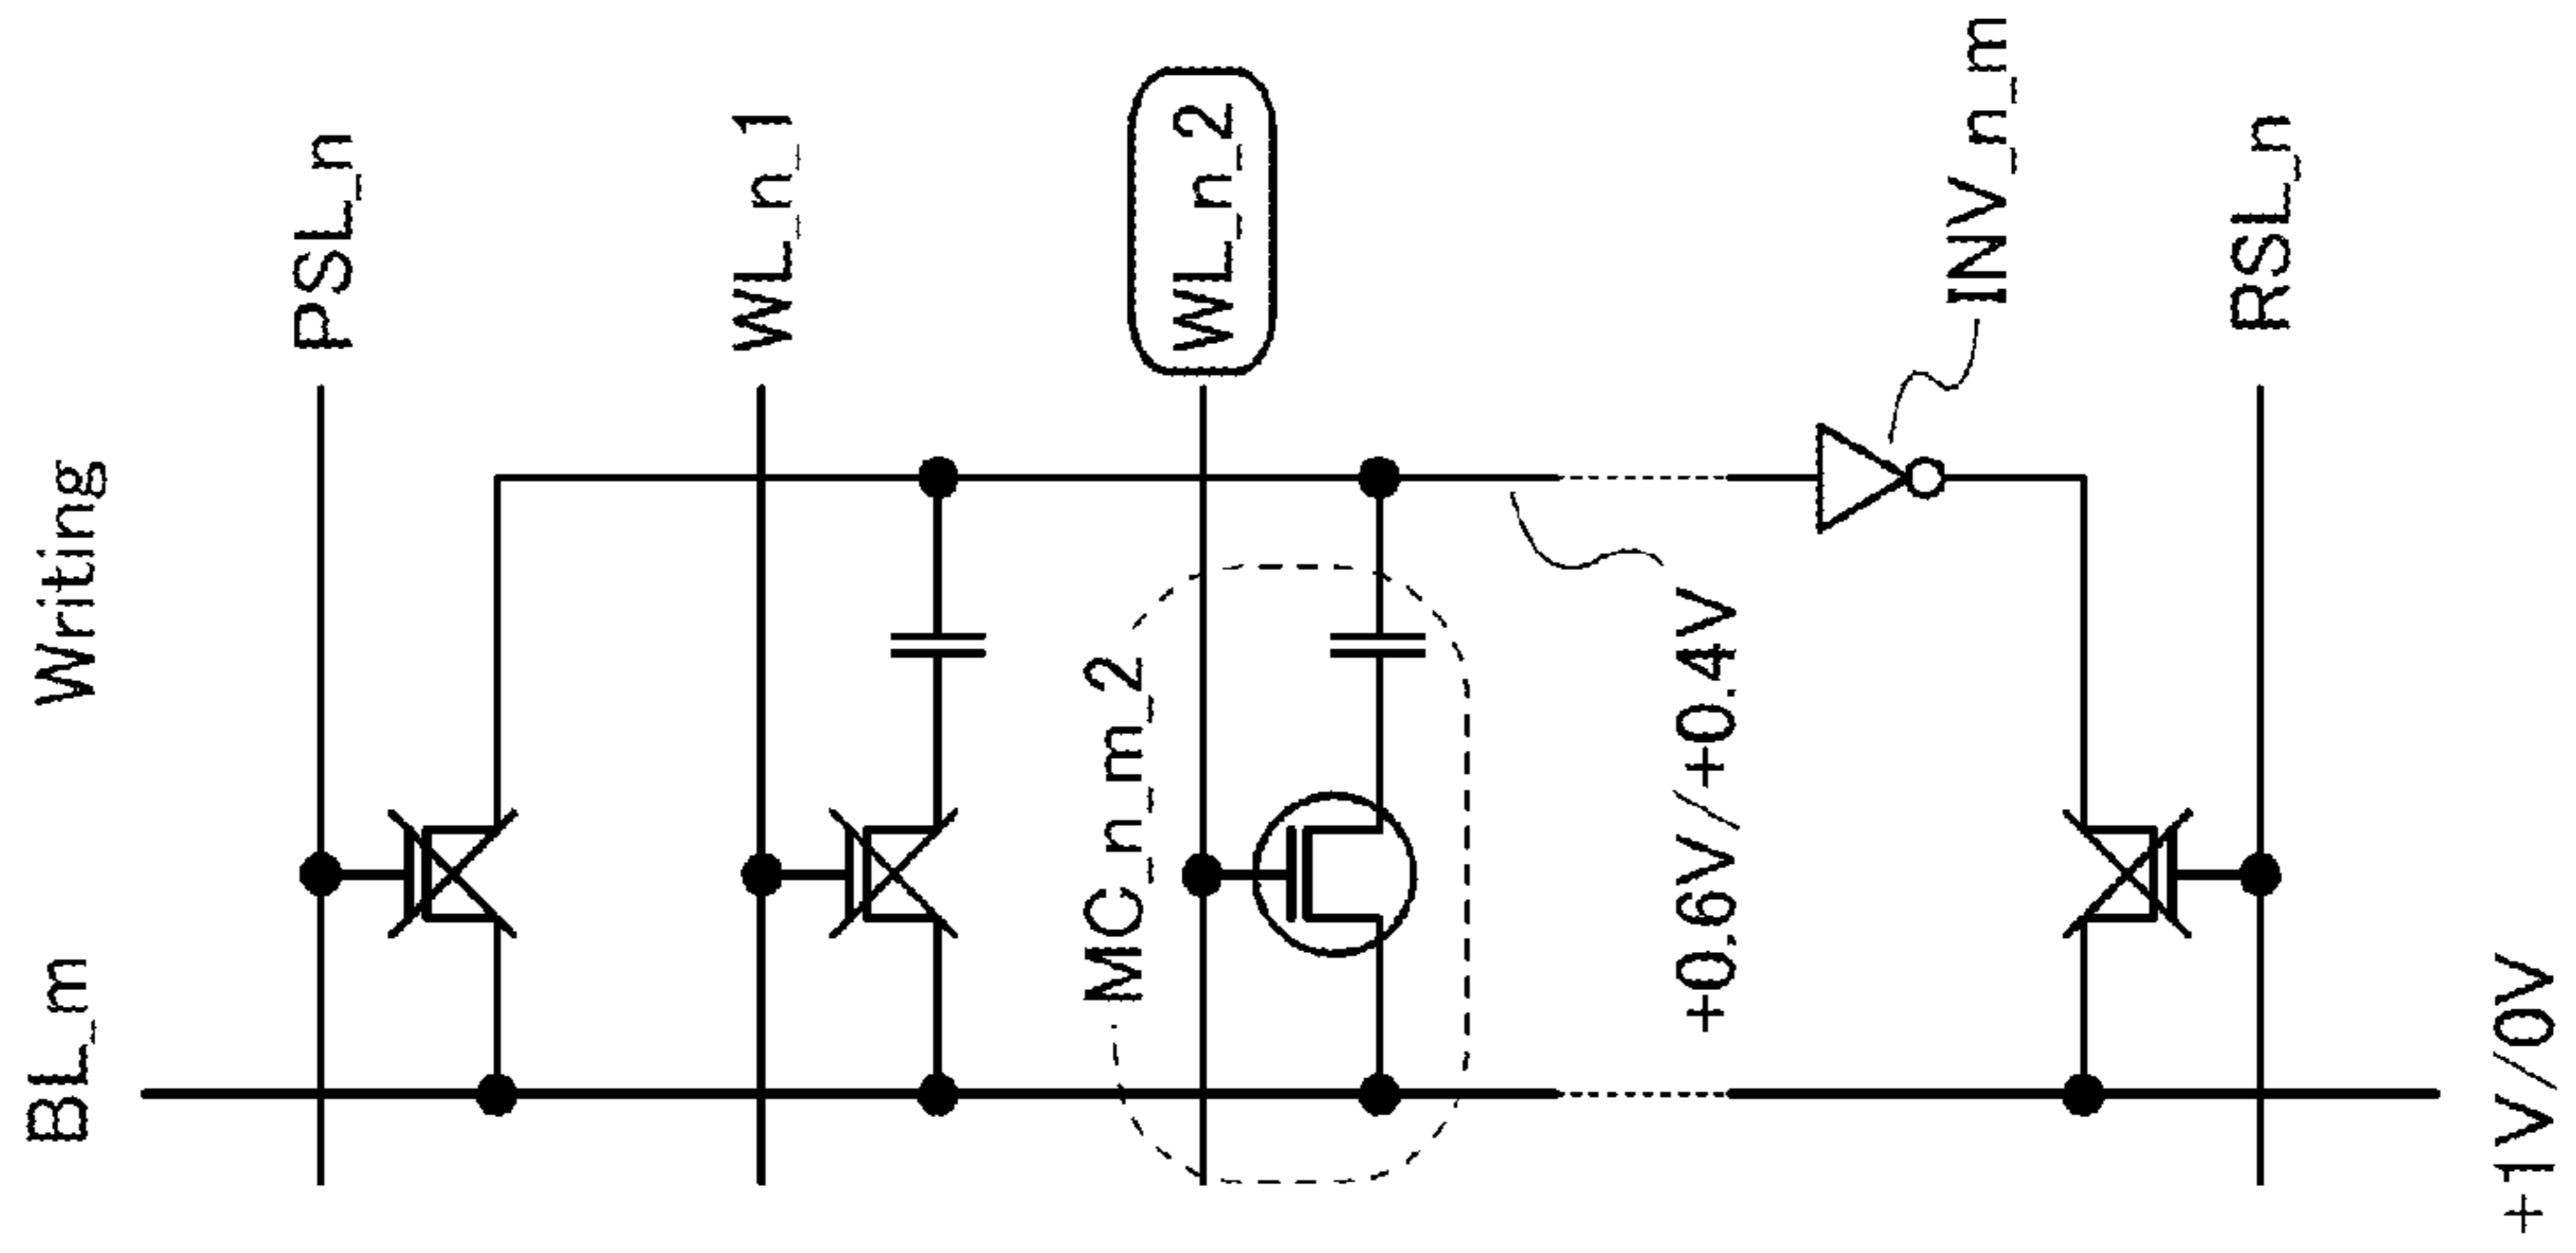 Writing
BL_m
PSL_n
WL_n_1
WL_n_2
MC_n_m_2
+0.6V/+0.4V
INV_n_m
RSL_n
+1V/0V